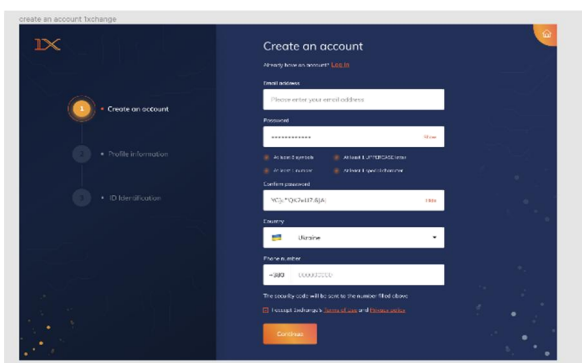 create an account 1xchange
1X
Create an account
Already have an account? Log In
Email address
Please enter your email address
1
Create an account
Password
************
Show
2
Profile information
At least 8 symbols
At least 1 UPPERCASE letter
At least 1 number
At least 1 special character
Confirm password
Hide
3
ID Identification
Country
Ukraine
Phone number
+380
000000000
The security code will be sent to the number filled above
I accept 1xchange's Terms of Use and Privacy policy
Continue